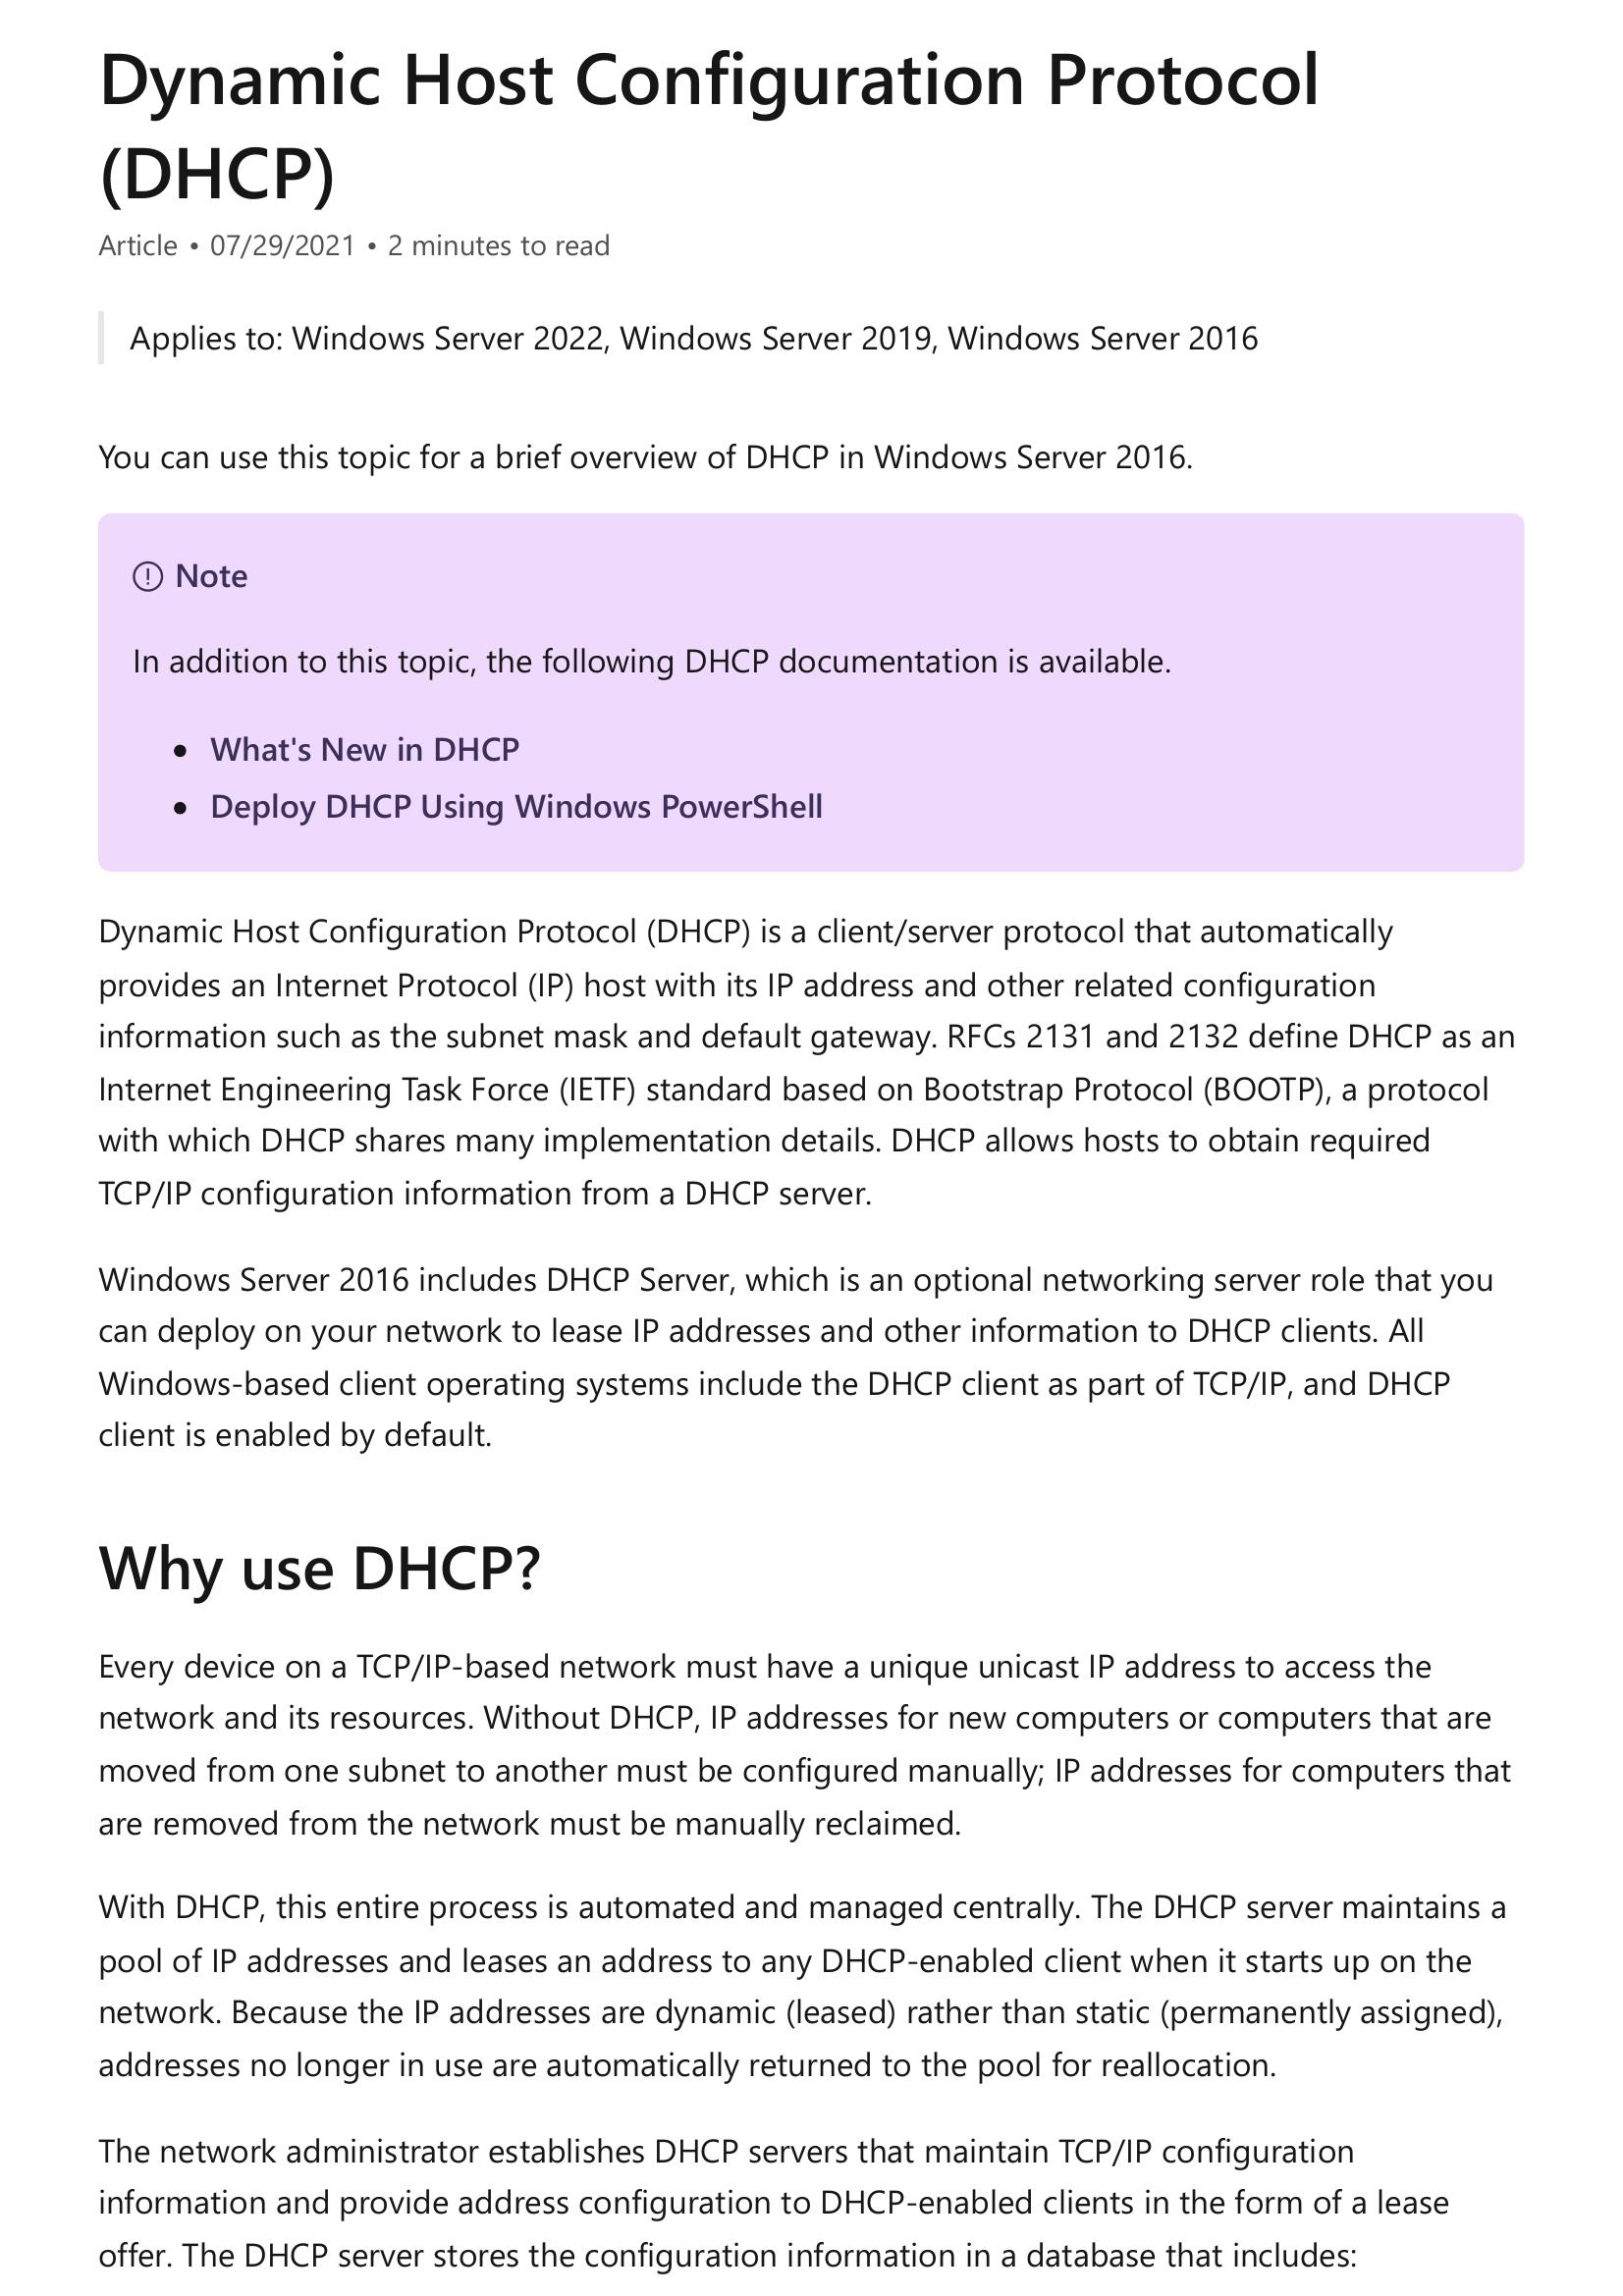 Dynamic Host Configuration Protocol
(DHCP)
Article • 07/29/2021 • 2 minutes to read
Applies to: Windows Server 2022, Windows Server 2019, Windows Server 2016
You can use this topic for a brief overview of DHCP in Windows Server 2016.
Note
In addition to this topic, the following DHCP documentation is available.
• What's New in DHCP
• Deploy DHCP Using Windows PowerShell
Dynamic Host Configuration Protocol (DHCP) is a client/server protocol that automatically
provides an Internet Protocol (IP) host with its IP address and other related configuration
information such as the subnet mask and default gateway. RFCs 2131 and 2132 define DHCP as an
Internet Engineering Task Force (IETF) standard based on Bootstrap Protocol (BOOTP), a protocol
with which DHCP shares many implementation details. DHCP allows hosts to obtain required
TCP/IP configuration information from a DHCP server.
Windows Server 2016 includes DHCP Server, which is an optional networking server role that you
can deploy on your network to lease IP addresses and other information to DHCP clients. All
Windows-based client operating systems include the DHCP client as part of TCP/IP, and DHCP
client is enabled by default.
Why use DHCP?
Every device on a TCP/IP-based network must have a unique unicast IP address to access the
network and its resources. Without DHCP, IP addresses for new computers or computers that are
moved from one subnet to another must be configured manually; IP addresses for computers that
are removed from the network must be manually reclaimed.
With DHCP, this entire process is automated and managed centrally. The DHCP server maintains a
pool of IP addresses and leases an address to any DHCP-enabled client when it starts up on the
network. Because the IP addresses are dynamic (leased) rather than static (permanently assigned),
addresses no longer in use are automatically returned to the pool for reallocation.
The network administrator establishes DHCP servers that maintain TCP/IP configuration
information and provide address configuration to DHCP-enabled clients in the form of a lease
offer. The DHCP server stores the configuration information in a database that includes: